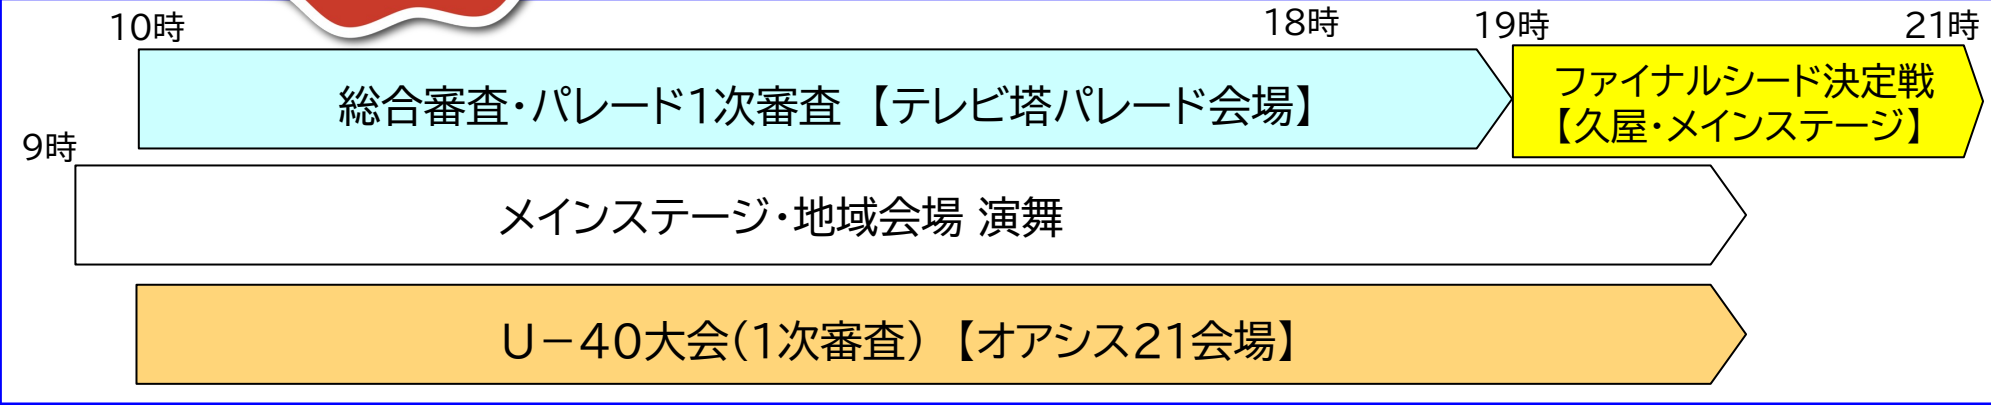 10時
18時
19時
21時
総合審査・パレード1次審査 【テレビ塔パレード会場】
ファイナルシード決定戦
【久屋・メインステージ】
9時
メインステージ・地域会場 演舞
U－40大会(1次審査) 【オアシス21会場】